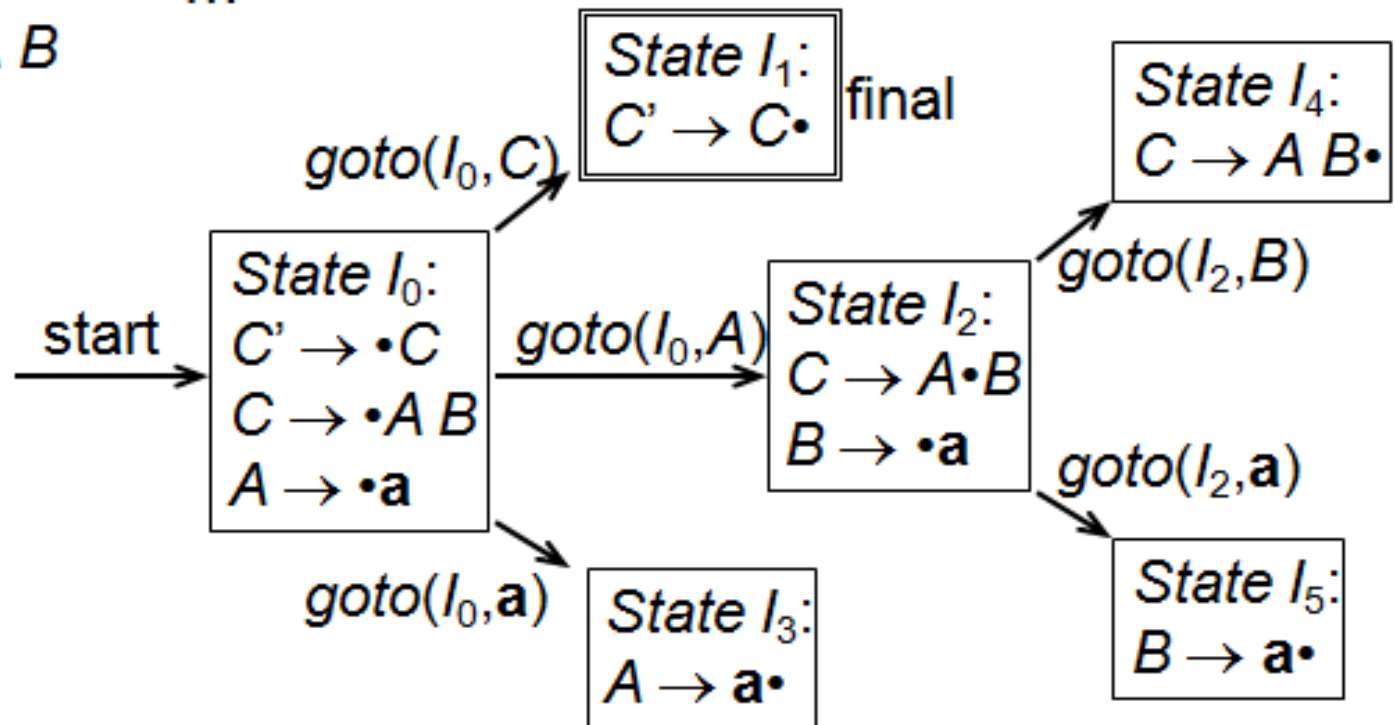 B
State I₁:
C’ → C•
final
State I₄:
C → A B•
goto(I₀,C)
goto(I₂,B)
State I₀:
C’ → •C
C → •A B
A → •a
start
goto(I₀,A)
State I₂:
C → A•B
B → •a
goto(I₂,a)
goto(I₀,a)
State I₃:
A → a•
State I₅:
B → a•